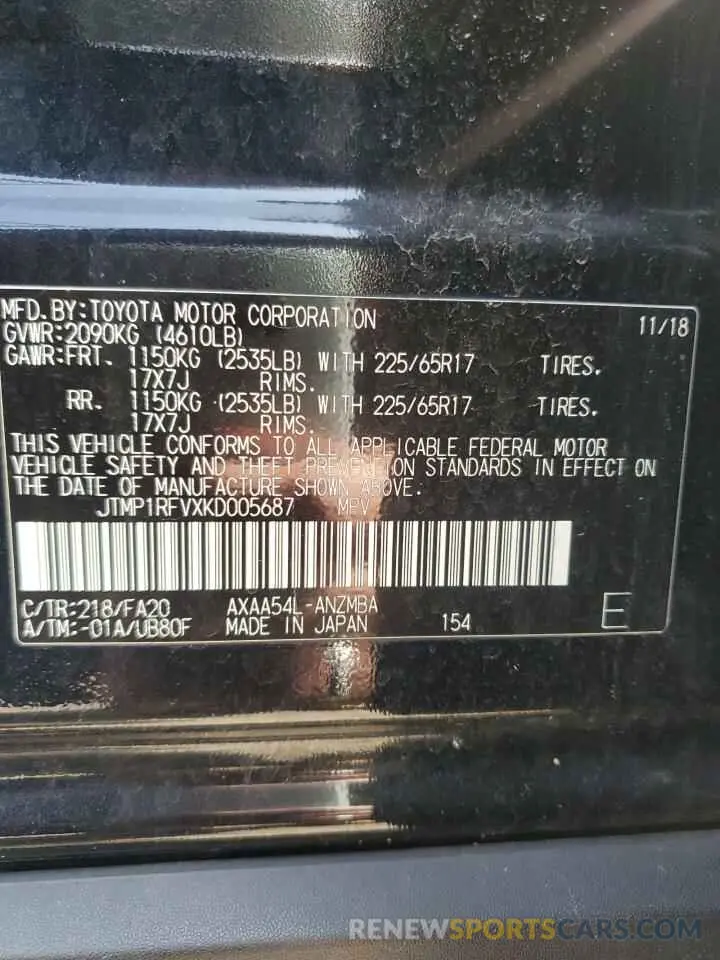 MFD.BY:TOYOTA MOTOR CORPORATION 11/18
GVWR:2090KG (4610LB)
GAWR:FRT. 1150KG (2535LB) WITH 225/65R17 TIRES.
17X7J RIMS.
RR. 1150KG (2535LB) WITH 225/65R17 TIRES.
17X7J RIMS.
THIS VEHICLE CONFORMS TO ALL APPLICABLE FEDERAL MOTOR
VEHICLE SAFETY AND THEFT PREVENTION STANDARDS IN EFFECT ON
THE DATE OF MANUFACTURE SHOWN ABOVE.
JTMP1RFVXKD005687 MPV
C/TR:218/FA20 AXAA54L-ANZMBA E
A/TM:-01A/UB80F MADE IN JAPAN 154
RENEWSPORTSCARS.COM